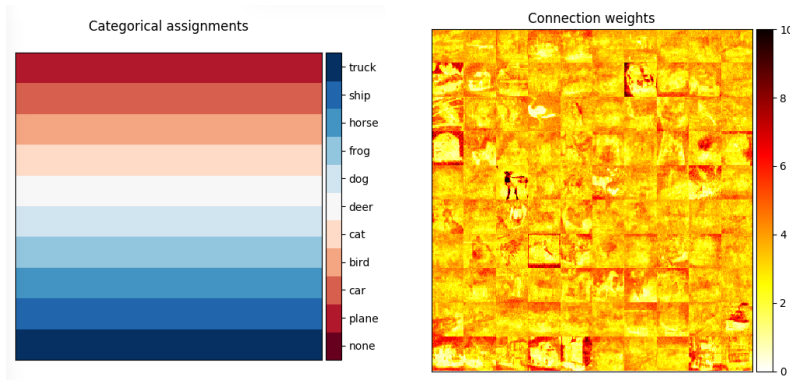 Categorical assignments
truck
ship
horse
frog
dog
deer
cat
bird
car
plane
none
Connection weights
10
8
6
4
2
0